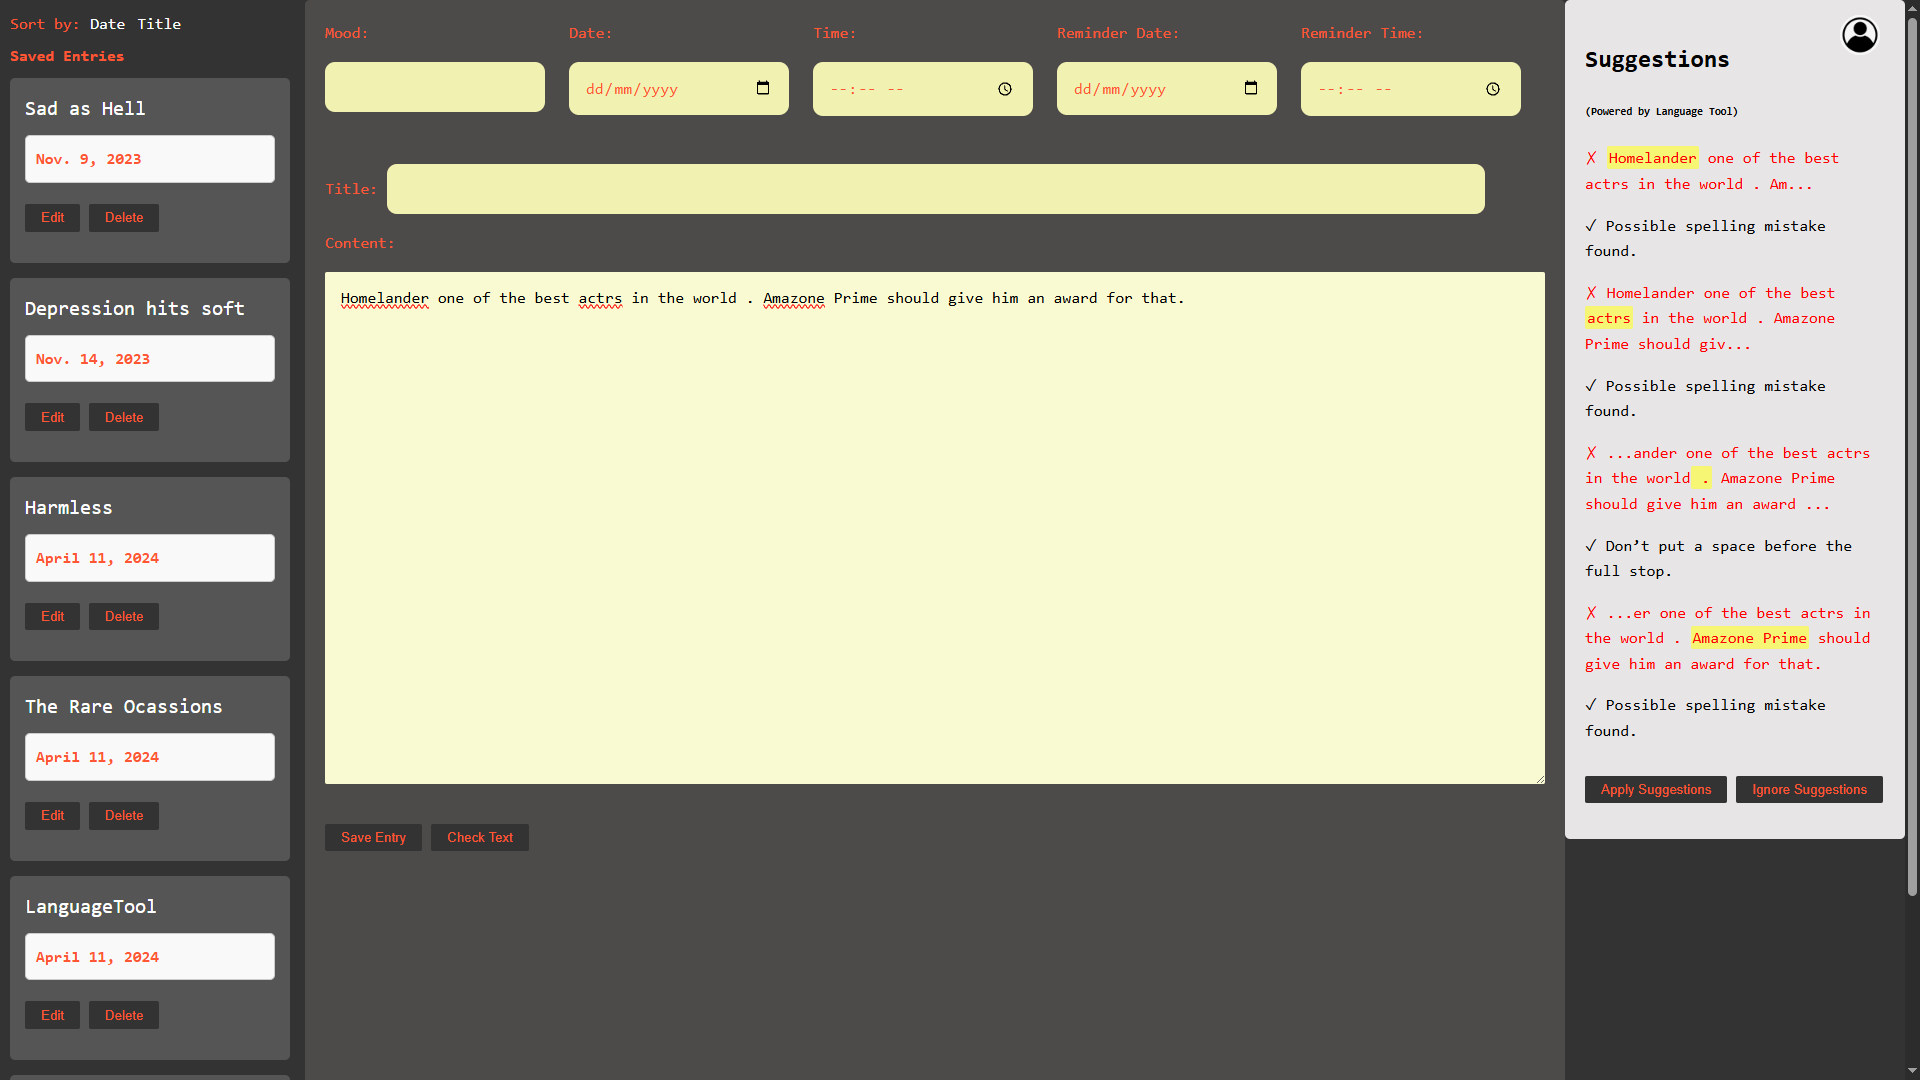 Sort by: Date Title
Saved Entries
Sad as Hell
Nov. 9, 2023
Edit Delete
Depression hits soft
Nov. 14, 2023
Edit Delete
Harmless
April 11, 2024
Edit Delete
The Rare Ocassions
April 11, 2024
Edit Delete
LanguageTool
April 11, 2024
Edit Delete
Mood: Date: Time: Reminder Date: Reminder Time:
dd/mm/yyyy --:-- -- dd/mm/yyyy --:-- --
Title:
Content:
Homelander one of the best actrs in the world . Amazone Prime should give him an award for that.
Save Entry Check Text
Suggestions
(Powered by Language Tool)
✗ Homelander one of the best
actrs in the world . Am...
✓ Possible spelling mistake
found.
✗ Homelander one of the best
actrs in the world . Amazone
Prime should giv...
✓ Possible spelling mistake
found.
✗ ...ander one of the best actrs
in the world . Amazone Prime
should give him an award ...
✓ Don’t put a space before the
full stop.
✗ ...er one of the best actrs in
the world . Amazone Prime should
give him an award for that.
✓ Possible spelling mistake
found.
Apply Suggestions Ignore Suggestions